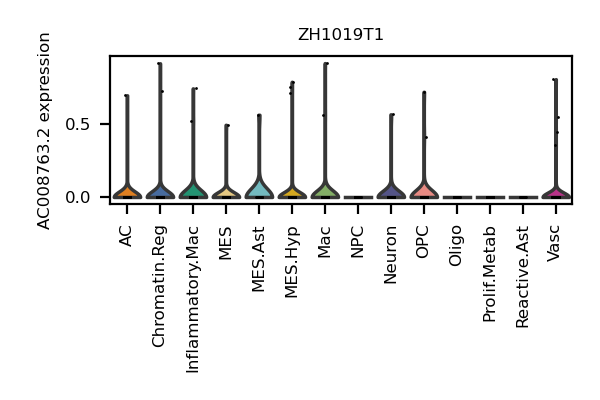 ZH1019T1
AC008763.2 expression
0.5
0.0
AC
Chromatin.Reg
Inflammatory.Mac
MES
MES.Ast
MES.Hyp
Mac
NPC
Neuron
OPC
Oligo
Prolif.Metab
Reactive.Ast
Vasc